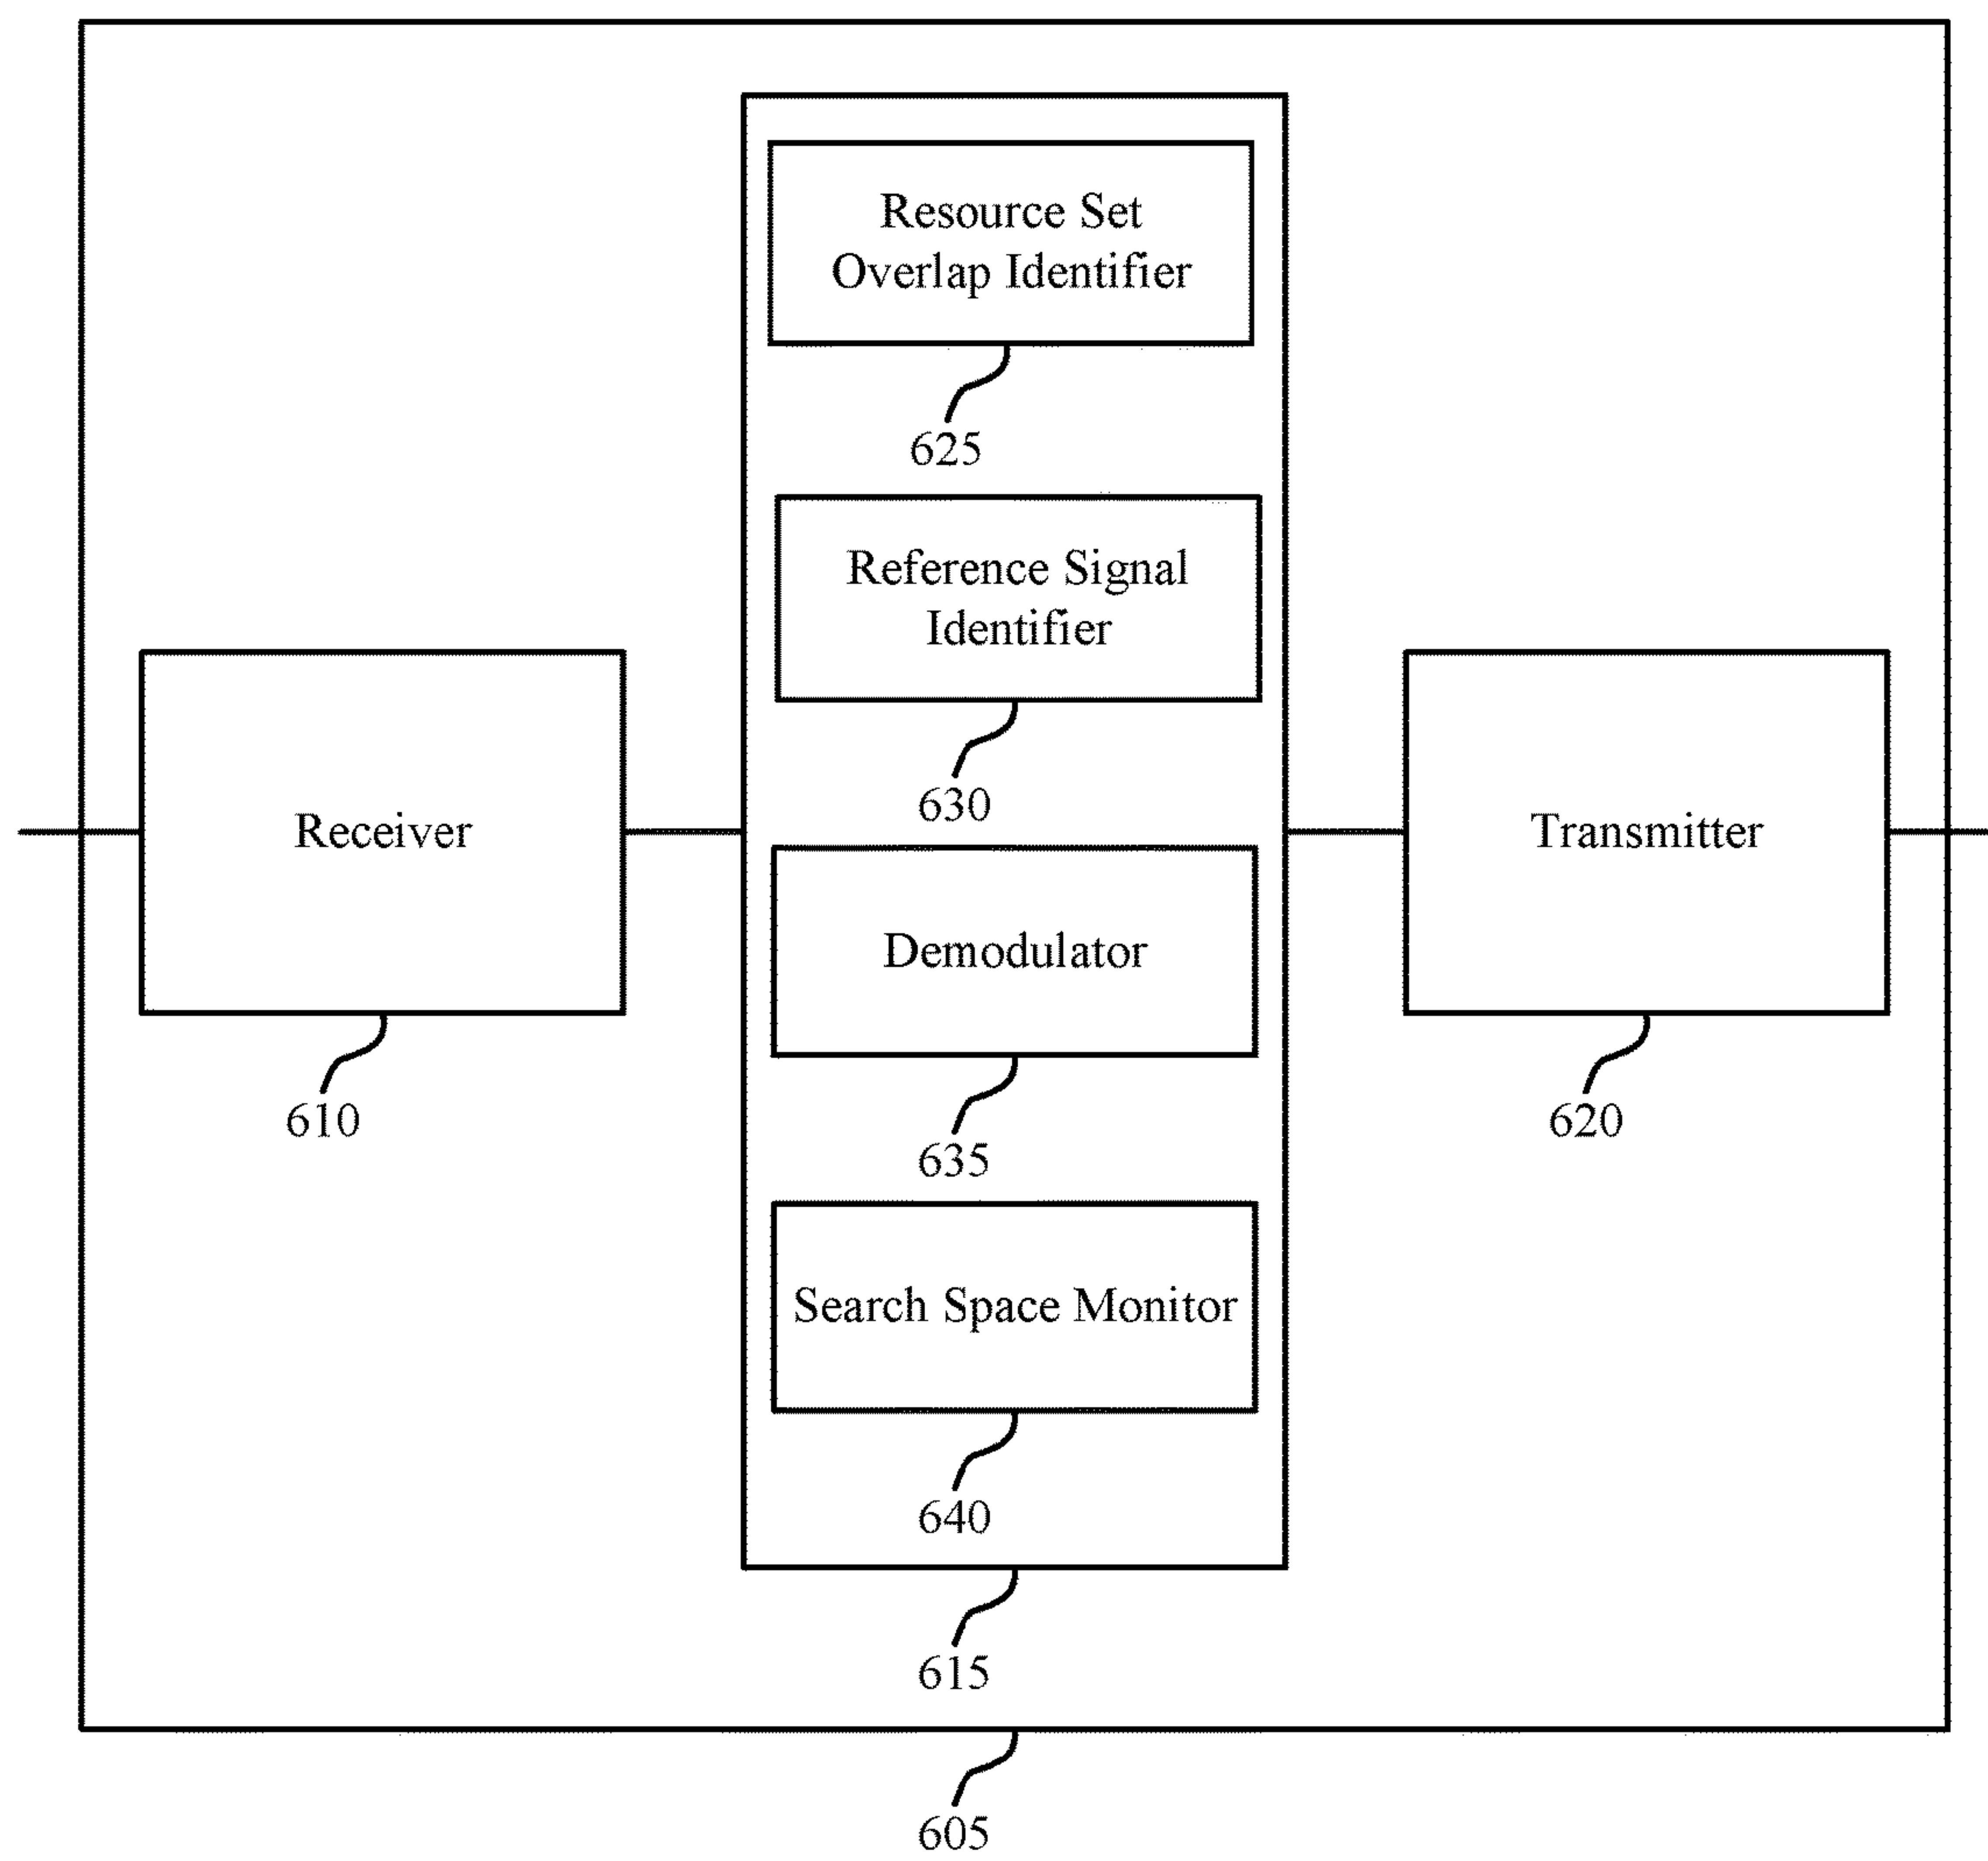 Resource Set
Overlap Identifier
625
Reference Signal
Identifier
630
Receiver
610
Demodulator
635
Transmitter
620
Search Space Monitor
640
615
605